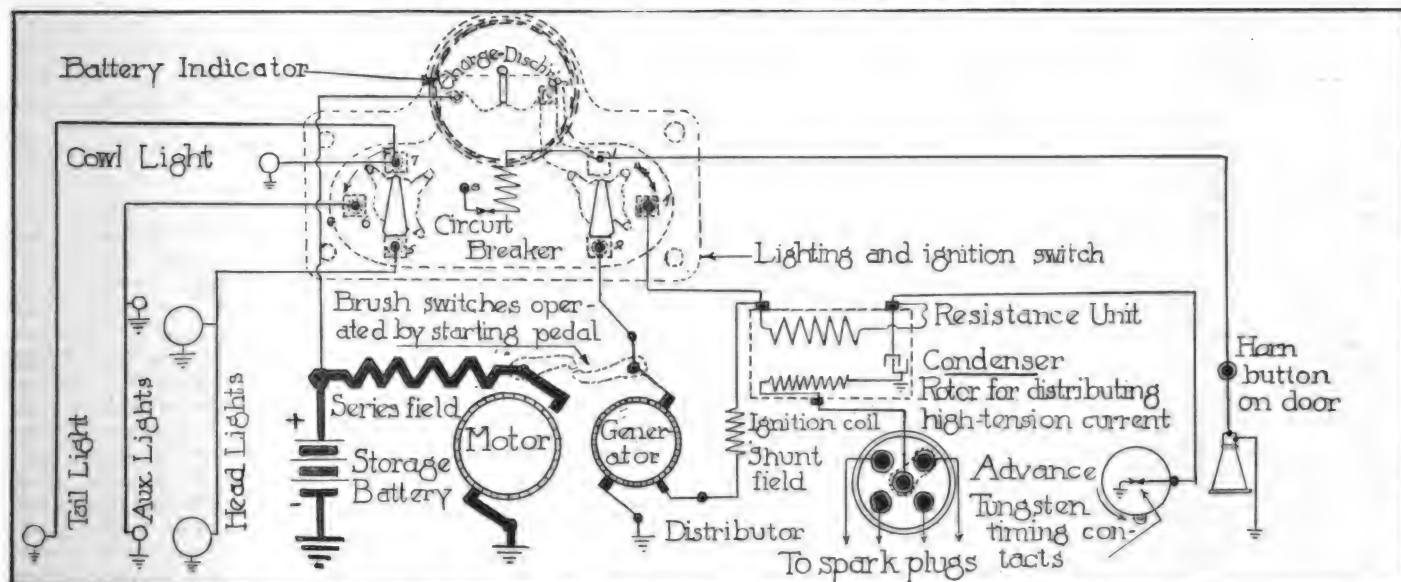 Charge-Dischg
Battery Indicator
Cowl Light
Circuit
Breaker
Lighting and ignition switch
Brush switches oper-
ated by starting pedal
Resistance Unit
Condenser
Rotor for distributing
high-tension current
Horn
button
on door
Series field
Motor
Gener-
ator
Ignition coil
Shunt
field
+
Storage
Battery
-
Tail Light
Aux Lights
Head Lights
Advance
Tungsten
timing con-
tacts
Distributor
To spark plugs